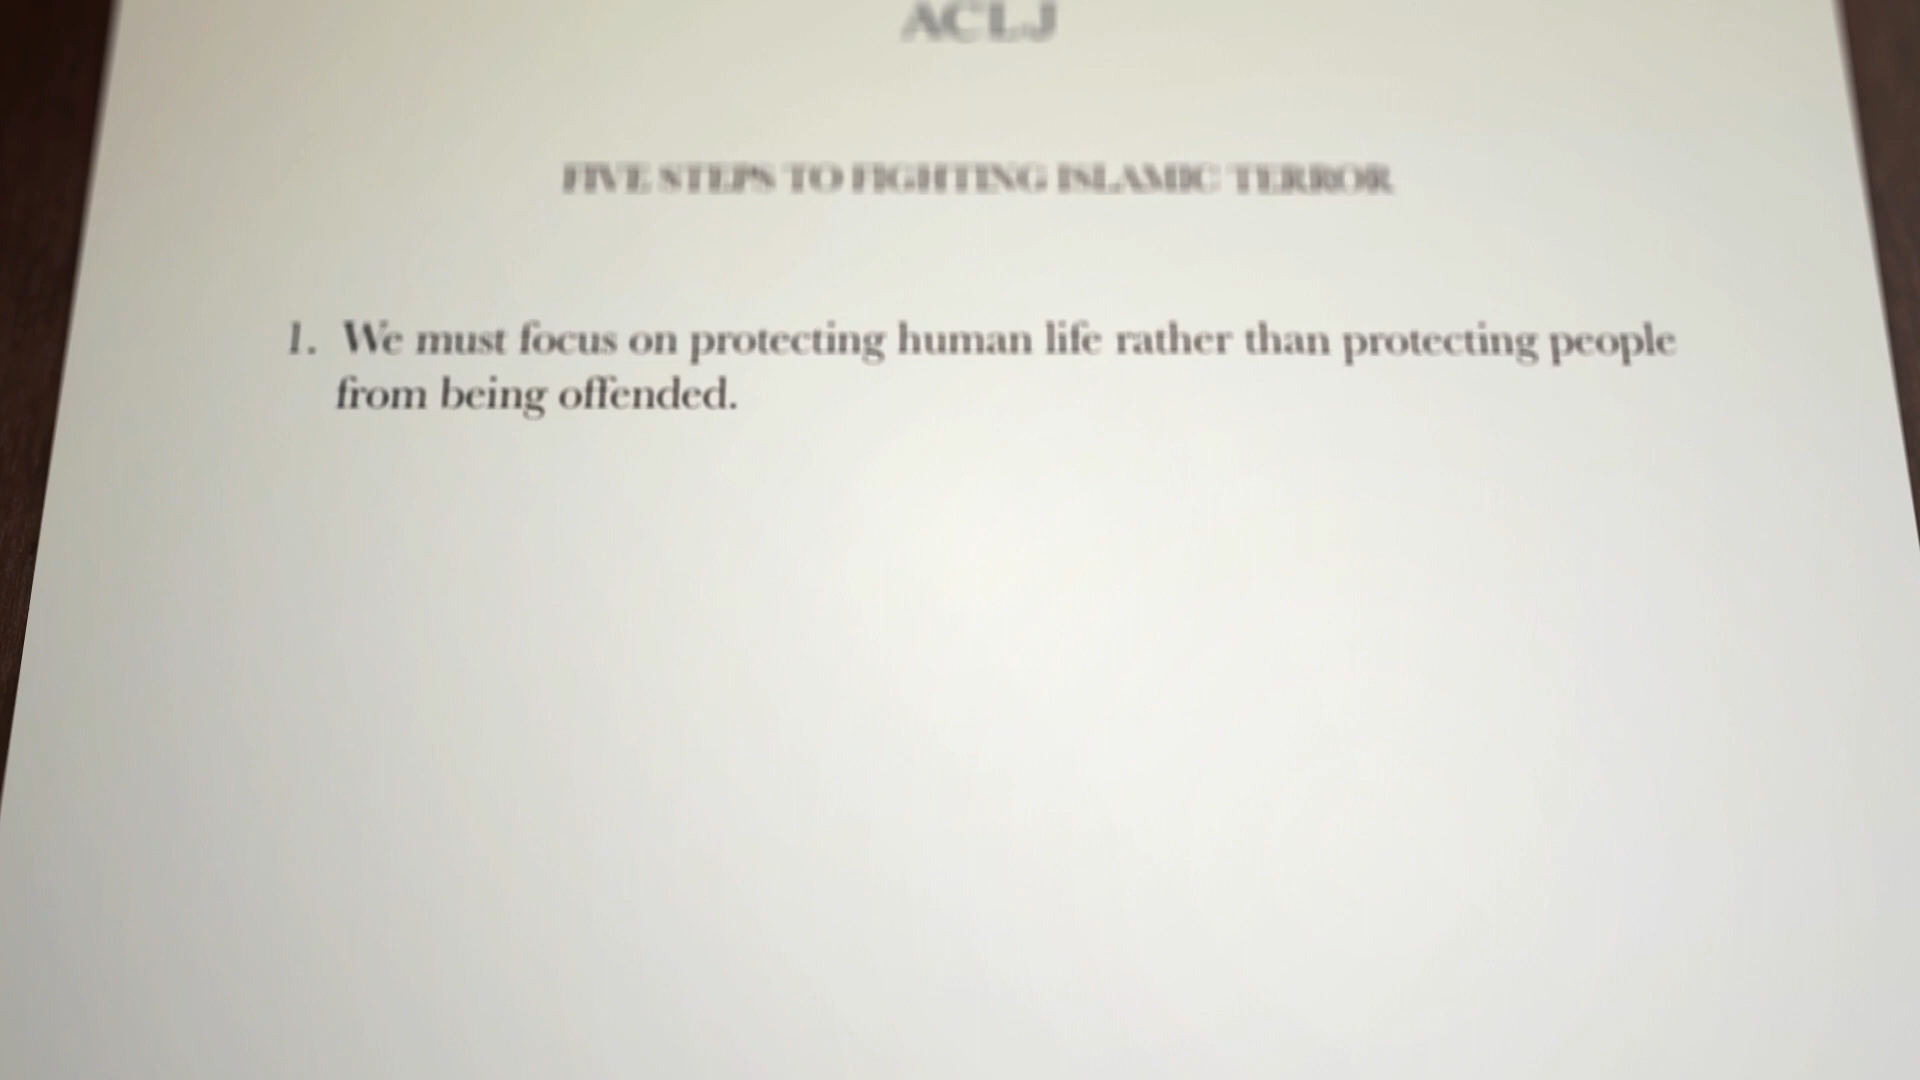 ACLJ
FIVE STEPS TO FIGHTING ISLAMIC TERROR
1. We must focus on protecting human life rather than protecting people
from being offended.